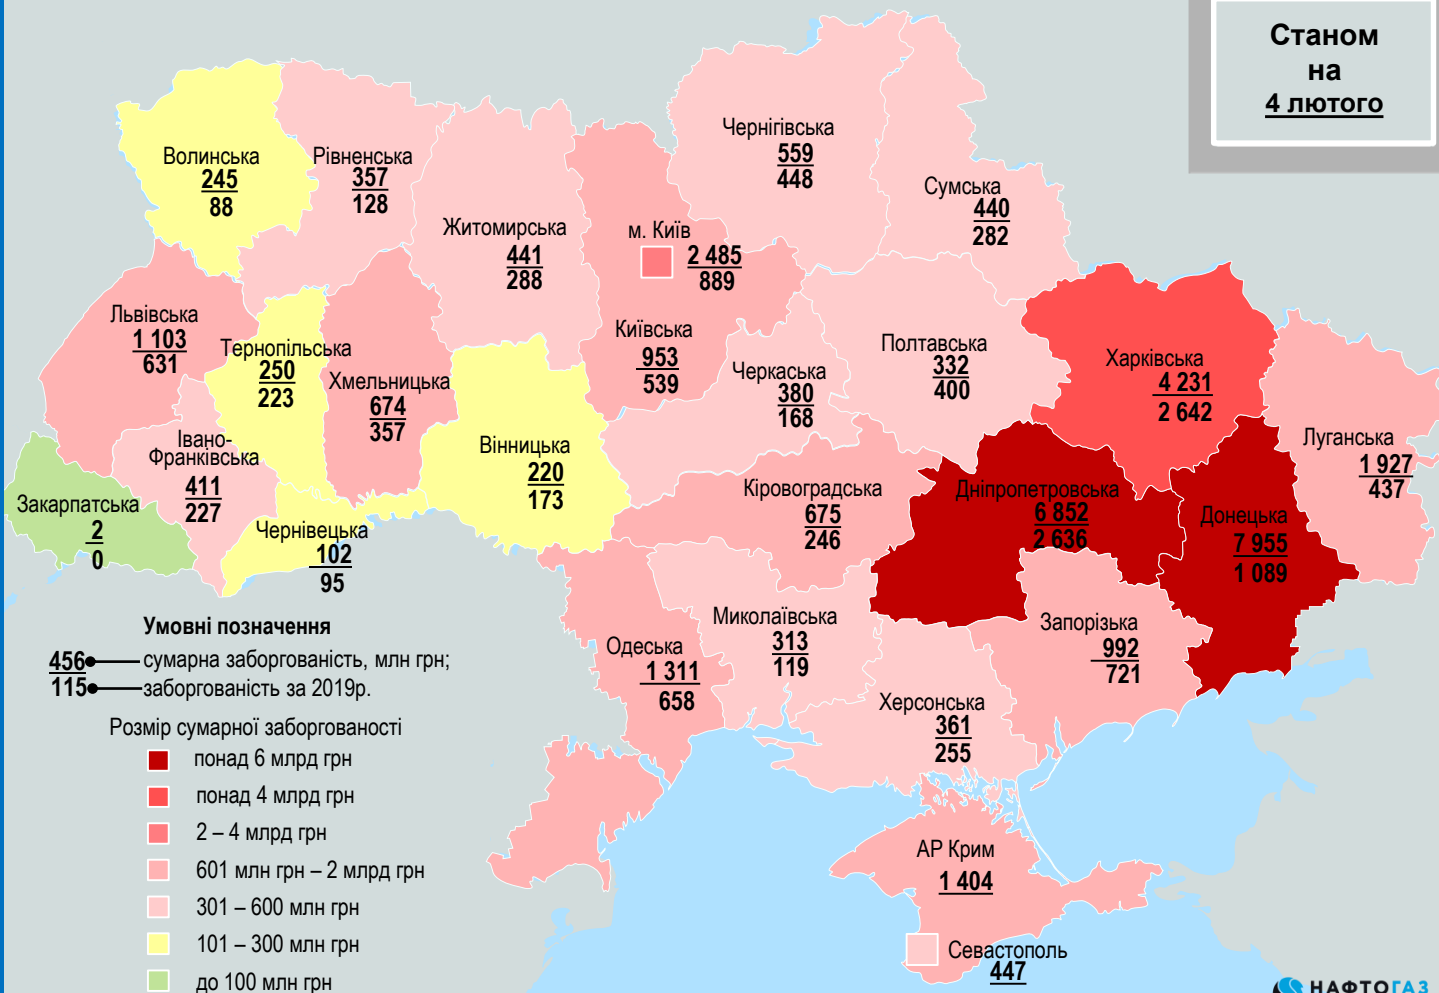 Станом
на
4 лютого
Чернігівська
559
448
Волинська
245
88
Рівненська
357
128
Сумська
440
282
Житомирська
441
288
м. Київ
2 485
889
Львівська
1 103
631
Тернопільська
250
223
Хмельницька
674
357
Київська
953
539
Черкаська
380
168
Полтавська
332
400
Харківська
4 231
2 642
Луганська
1 927
437
Івано-
Франківська
411
227
Вінницька
220
173
Закарпатська
2
0
Чернівецька
102
95
Кіровоградська
675
246
Дніпропетровська
6 852
2 636
Донецька
7 955
1 089
Одеська
1 311
658
Миколаївська
313
119
Запорізька
992
721
Херсонська
361
255
АР Крим
1 404
Севастополь
447
Умовні позначення
456 сумарна заборгованість, млн грн;
115 заборгованість за 2019р.
Розмір сумарної заборгованості
понад 6 млрд грн
понад 4 млрд грн
2 – 4 млрд грн
601 млн грн – 2 млрд грн
301 – 600 млн грн
101 – 300 млн грн
до 100 млн грн
НАФТОГАЗ